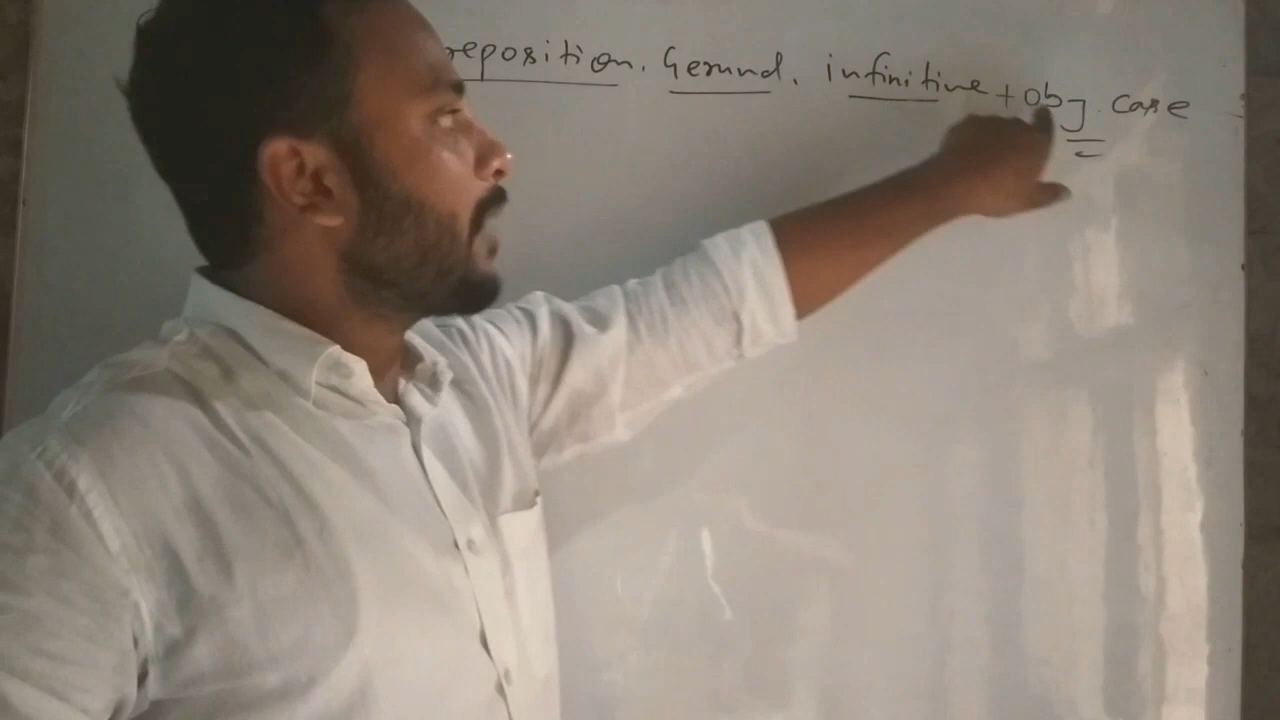 reposition. Gerund. infinitive + obj. case